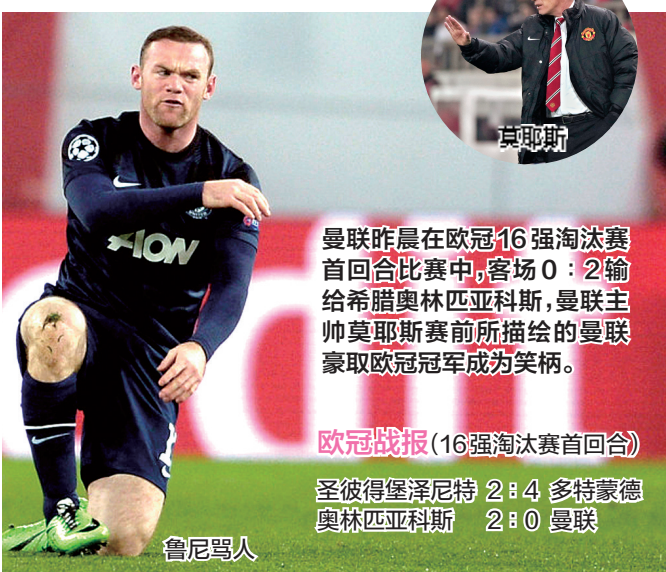 莫耶斯
AON
曼联昨晨在欧冠16强淘汰赛
首回合比赛中,客场0∶2输
给希腊奥林匹亚科斯,曼联主
帅莫耶斯赛前所描绘的曼联
豪取欧冠冠军成为笑柄。
欧冠战报(16强淘汰赛首回合)
圣彼得堡泽尼特 2∶4 多特蒙德
奥林匹亚科斯 2∶0 曼联
鲁尼骂人